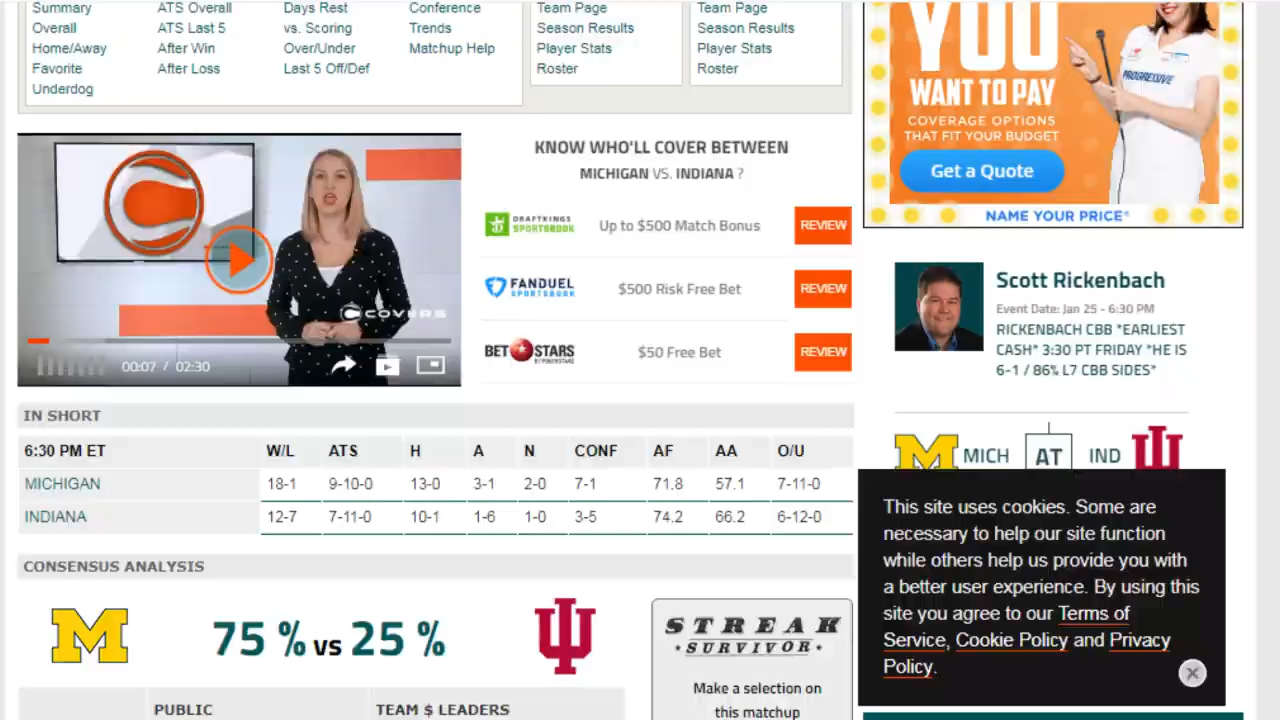 Summary
Overall
Home/Away
Favorite
Underdog
ATS Overall
ATS Last 5
After Win
After Loss
Days Rest
vs. Scoring
Over/Under
Last 5 Off/Def
Conference
Trends
Matchup Help
Team Page
Season Results
Player Stats
Roster
Team Page
Season Results
Player Stats
Roster
YOU
WANT TO PAY
COVERAGE OPTIONS
THAT FIT YOUR BUDGET
Get a Quote
NAME YOUR PRICE®
PROGRESSIVE
COVERS
00:07 / 02:30
KNOW WHO'LL COVER BETWEEN
MICHIGAN VS. INDIANA ?
DRAFTKINGS
SPORTSBOOK
Up to $500 Match Bonus
REVIEW
FANDUEL
SPORTSBOOK
$500 Risk Free Bet
REVIEW
BET STARS
$50 Free Bet
REVIEW
Scott Rickenbach
Event Date: Jan 25 - 6:30 PM
RICKENBACH CBB *EARLIEST
CASH* 3:30 PT FRIDAY *HE IS
6-1 / 86% L7 CBB SIDES*
M MICH AT IND
IN SHORT
6:30 PM ET W/L ATS H A N CONF AF AA O/U
MICHIGAN 18-1 9-10-0 13-0 3-1 2-0 7-1 71.8 57.1 7-11-0
INDIANA 12-7 7-11-0 10-1 1-6 1-0 3-5 74.2 66.2 6-12-0
CONSENSUS ANALYSIS
M 75 % vs 25 %
PUBLIC TEAM $ LEADERS
STREAK
SURVIVOR
Make a selection on
this matchup
This site uses cookies. Some are
necessary to help our site function
while others help us provide you with
a better user experience. By using this
site you agree to our Terms of
Service, Cookie Policy and Privacy
Policy.